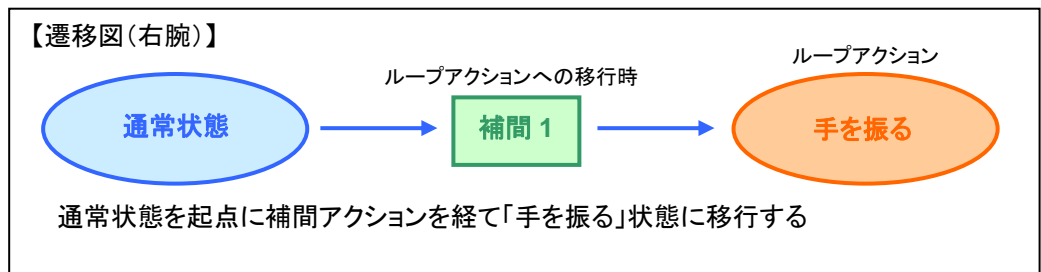 【遷移図(右腕)】
ループアクション
ループアクションへの移行時
通常状態
補間 1
手を振る
通常状態を起点に補間アクションを経て「手を振る」状態に移行する